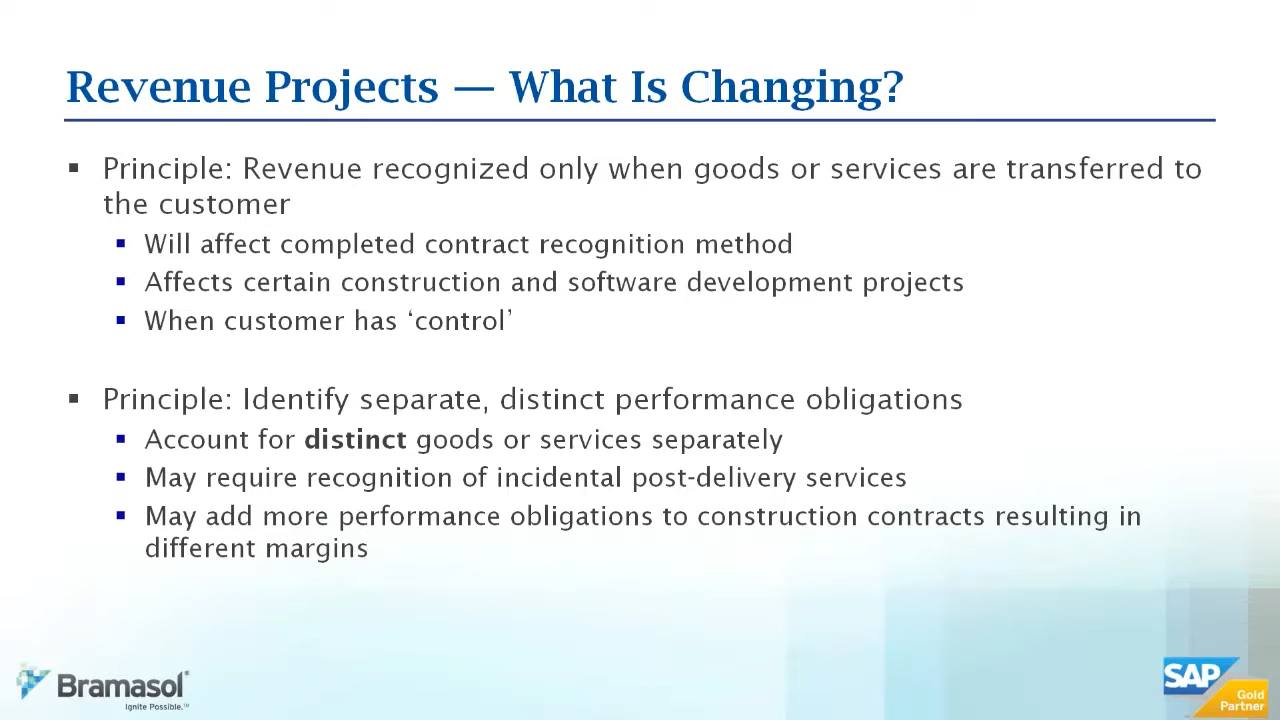 Revenue Projects — What Is Changing?
▪ Principle: Revenue recognized only when goods or services are transferred to
the customer
▪ Will affect completed contract recognition method
▪ Affects certain construction and software development projects
▪ When customer has ‘control’
▪ Principle: Identify separate, distinct performance obligations
▪ Account for distinct goods or services separately
▪ May require recognition of incidental post-delivery services
▪ May add more performance obligations to construction contracts resulting in
different margins
Bramasol®
Ignite Possible.™
SAP
Gold
Partner